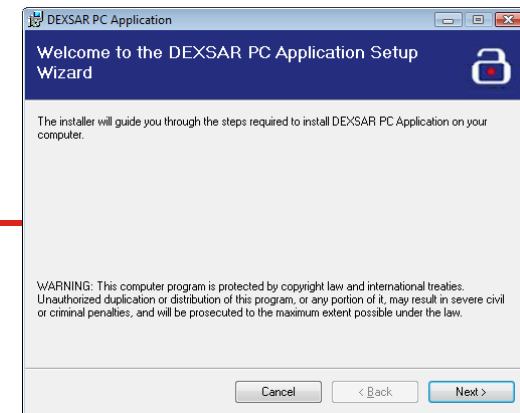 DEXSAR PC Application
Welcome to the DEXSAR PC Application Setup
Wizard
The installer will guide you through the steps required to install DEXSAR PC Application on your
computer.
WARNING: This computer program is protected by copyright law and international treaties.
Unauthorized duplication or distribution of this program, or any portion of it, may result in severe civil
or criminal penalties, and will be prosecuted to the maximum extent possible under the law.
Cancel
< Back
Next >